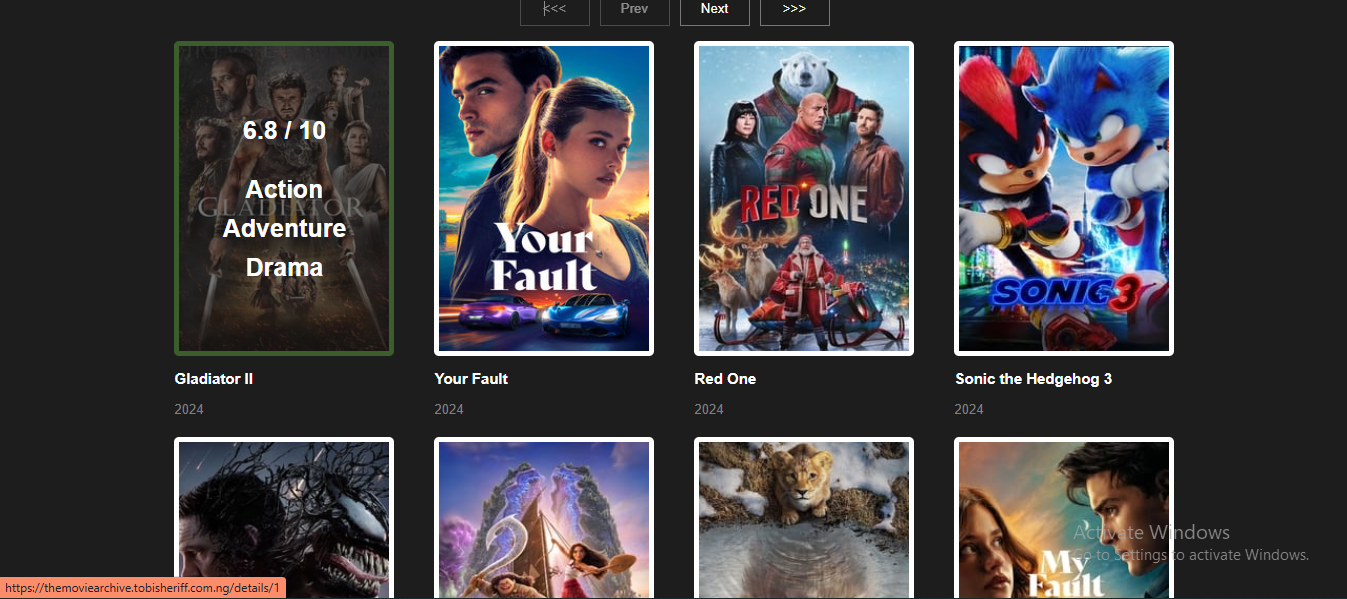 <<<
Prev
Next
>>>
6.8 / 10
Action
Adventure
Drama
GLADIATOR
Your
Fault
RED ONE
SONIC 3
Gladiator II
Your Fault
Red One
Sonic the Hedgehog 3
2024
2024
2024
2024
2
My
Fault
Activate Windows
Go to Settings to activate Windows.
https://themoviearchive.tobisheriff.com.ng/details/1